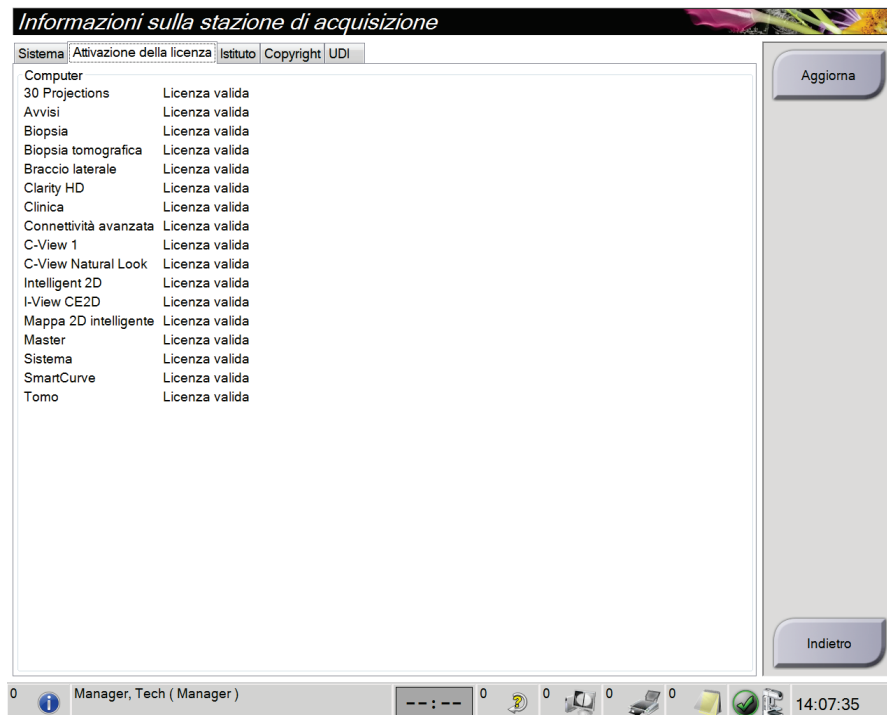 Informazioni sulla stazione di acquisizione
Sistema Attivazione della licenza Istituto Copyright UDI
Aggiorna
Computer
30 Projections Licenza valida
Avvisi Licenza valida
Biopsia Licenza valida
Biopsia tomografica Licenza valida
Braccio laterale Licenza valida
Clarity HD Licenza valida
Clinica Licenza valida
Connettività avanzata Licenza valida
C-View 1 Licenza valida
C-View Natural Look Licenza valida
Intelligent 2D Licenza valida
I-View CE2D Licenza valida
Mappa 2D intelligente Licenza valida
Master Licenza valida
Sistema Licenza valida
SmartCurve Licenza valida
Tomo Licenza valida
Indietro
0 Manager, Tech ( Manager ) --:-- 0 0 0 0 14:07:35